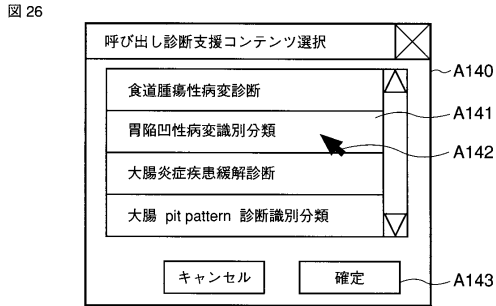 図 26
呼び出し診断支援コンテンツ選択
A140
食道腫瘍性病変診断
A141
胃陥凹性病変識別分類
A142
大腸炎症疾患緩解診断
大腸 pit pattern 診断識別分類
キャンセル
確定
A143